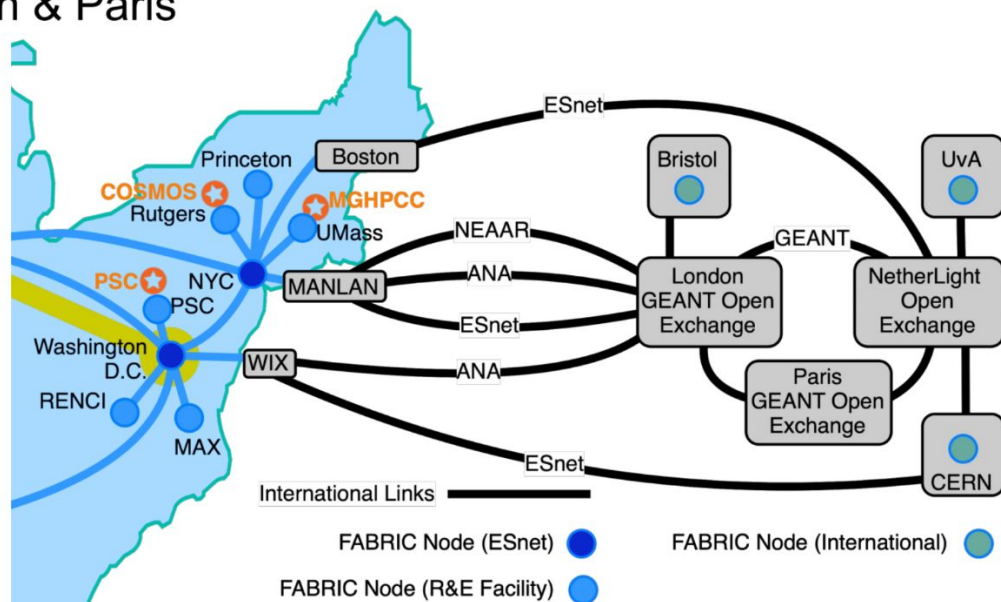 n & Paris
ESnet
Boston
Princeton
Bristol
UvA
COSMOS
Rutgers
MGHPCC
UMass
NEAAR
GEANT
PSC
NYC
MANLAN
ANA
London
GEANT Open
Exchange
NetherLight
Open
Exchange
PSC
ESnet
Washington
D.C.
WIX
ANA
Paris
GEANT Open
Exchange
RENCI
MAX
ESnet
CERN
International Links
FABRIC Node (ESnet)
FABRIC Node (International)
FABRIC Node (R&E Facility)